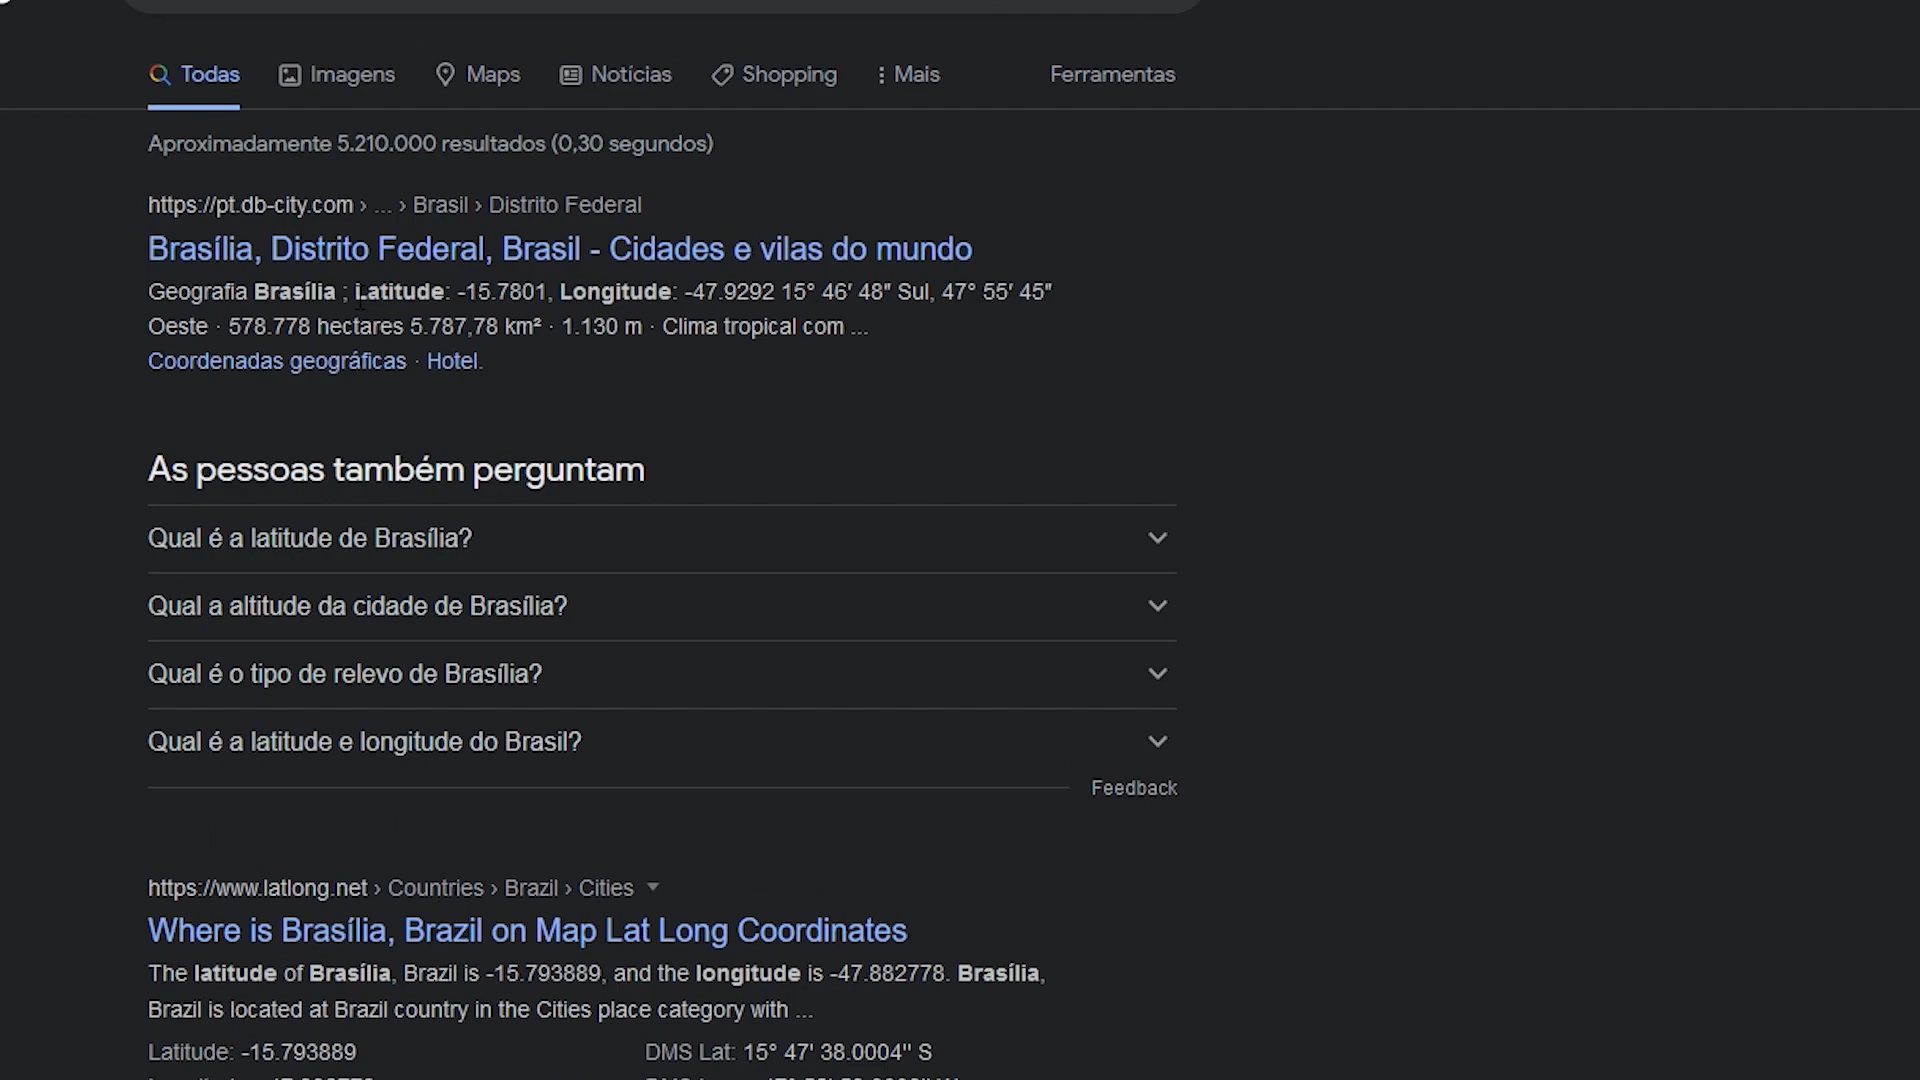 Todas Imagens Maps Notícias Shopping Mais Ferramentas
Aproximadamente 5.210.000 resultados (0,30 segundos)
https://pt.db-city.com › ... › Brasil › Distrito Federal
Brasília, Distrito Federal, Brasil - Cidades e vilas do mundo
Geografia Brasília ; Latitude: -15.7801, Longitude: -47.9292 15° 46′ 48″ Sul, 47° 55′ 45″
Oeste · 578.778 hectares 5.787,78 km² · 1.130 m · Clima tropical com ...
Coordenadas geográficas · Hotel.
As pessoas também perguntam
Qual é a latitude de Brasília?
Qual a altitude da cidade de Brasília?
Qual é o tipo de relevo de Brasília?
Qual é a latitude e longitude do Brasil?
Feedback
https://www.latlong.net › Countries › Brazil › Cities
Where is Brasília, Brazil on Map Lat Long Coordinates
The latitude of Brasília, Brazil is -15.793889, and the longitude is -47.882778. Brasília,
Brazil is located at Brazil country in the Cities place category with ...
Latitude: -15.793889 DMS Lat: 15° 47' 38.0004'' S